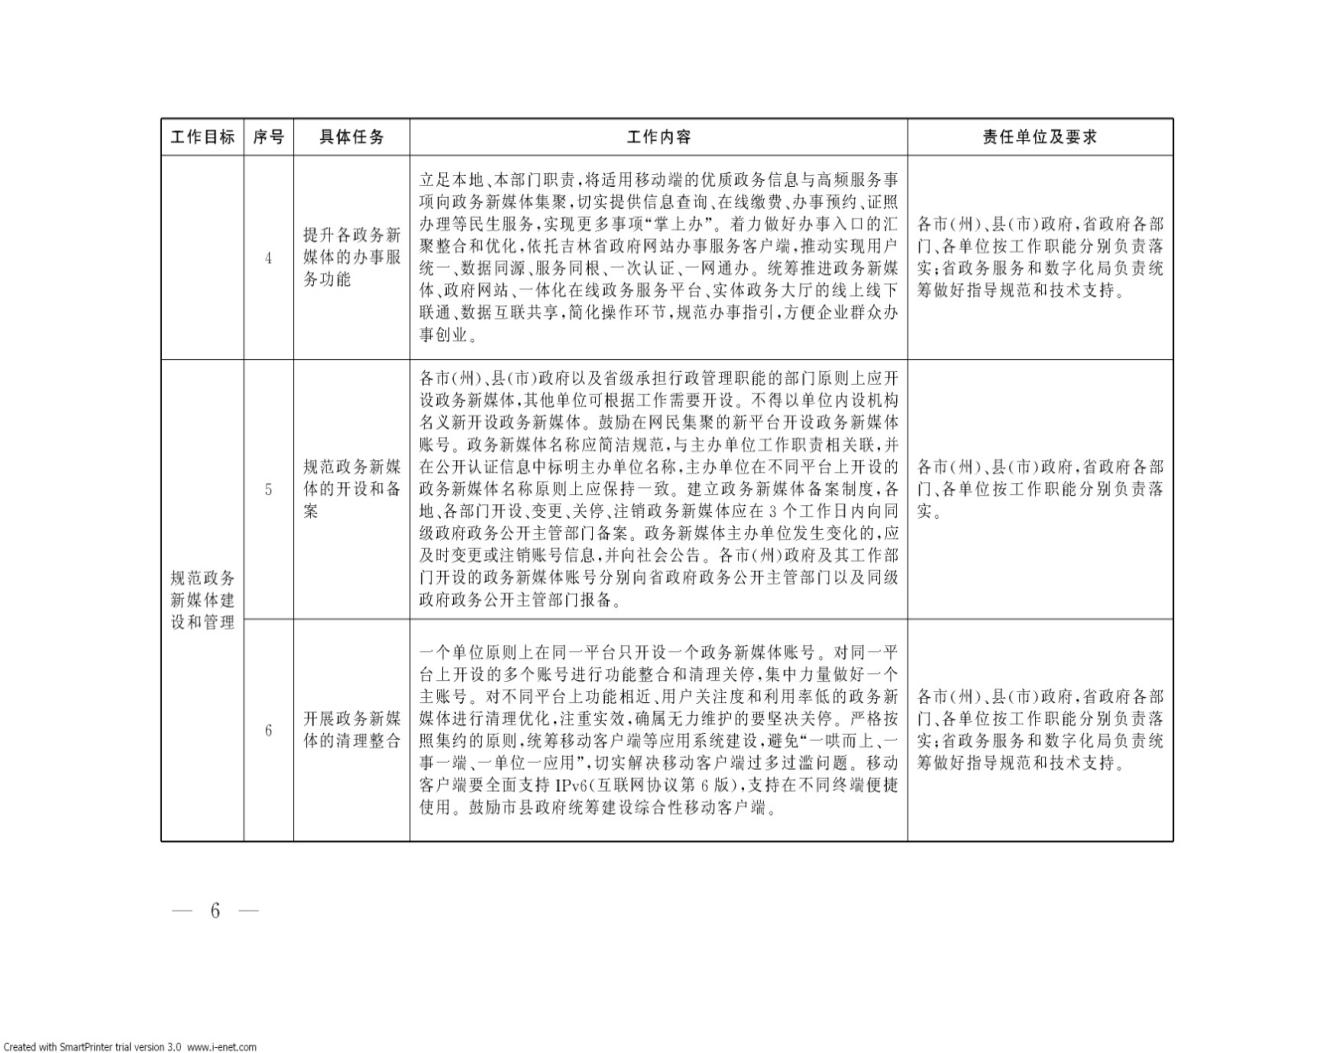 工作目标 序号 具体任务 工作内容 责任单位及要求
4
提升各政务新
媒体的办事服
务功能
立足本地、本部门职责,将适用移动端的优质政务信息与高频服务事
项向政务新媒体集聚,切实提供信息查询、在线缴费、办事预约、证照
办理等民生服务,实现更多事项“掌上办”。着力做好办事入口的汇
聚整合和优化,依托吉林省政府网站办事服务客户端,推动实现用户
统一、数据同源、服务同根、一次认证、一网通办。统筹推进政务新媒
体、政府网站、一体化在线政务服务平台、实体政务大厅的线上线下
联通、数据互联共享,简化操作环节,规范办事指引,方便企业群众办
事创业。
各市(州)、县(市)政府,省政府各部
门、各单位按工作职能分别负责落
实;省政务服务和数字化局负责统
筹做好指导规范和技术支持。
规范政务
新媒体建
设和管理
5
规范政务新媒
体的开设和备
案
各市(州)、县(市)政府以及省级承担行政管理职能的部门原则上应开
设政务新媒体,其他单位可根据工作需要开设。不得以单位内设机构
名义新开设政务新媒体。鼓励在网民集聚的新平台开设政务新媒体
账号。政务新媒体名称应简洁规范,与主办单位工作职责相关联,并
在公开认证信息中标明主办单位名称,主办单位在不同平台上开设的
政务新媒体名称原则上应保持一致。建立政务新媒体备案制度,各
地、各部门开设、变更、关停、注销政务新媒体应在 3 个工作日内向同
级政府政务公开主管部门备案。政务新媒体主办单位发生变化的,应
及时变更或注销账号信息,并向社会公告。各市(州)政府及其工作部
门开设的政务新媒体账号分别向省政府政务公开主管部门以及同级
政府政务公开主管部门报备。
各市(州)、县(市)政府,省政府各部
门、各单位按工作职能分别负责落
实。
6
开展政务新媒
体的清理整合
一个单位原则上在同一平台只开设一个政务新媒体账号。对同一平
台上开设的多个账号进行功能整合和清理关停,集中力量做好一个
主账号。对不同平台上功能相近、用户关注度和利用率低的政务新
媒体进行清理优化,注重实效,确属无力维护的要坚决关停。严格按
照集约的原则,统筹移动客户端等应用系统建设,避免“一哄而上、一
事一端、一单位一应用”,切实解决移动客户端过多过滥问题。移动
客户端要全面支持 IPv6(互联网协议第 6 版),支持在不同终端便捷
使用。鼓励市县政府统筹建设综合性移动客户端。
各市(州)、县(市)政府,省政府各部
门、各单位按工作职能分别负责落
实;省政务服务和数字化局负责统
筹做好指导规范和技术支持。
— 6 —
Created with SmartPrinter trial version 3.0 www.i-enet.com